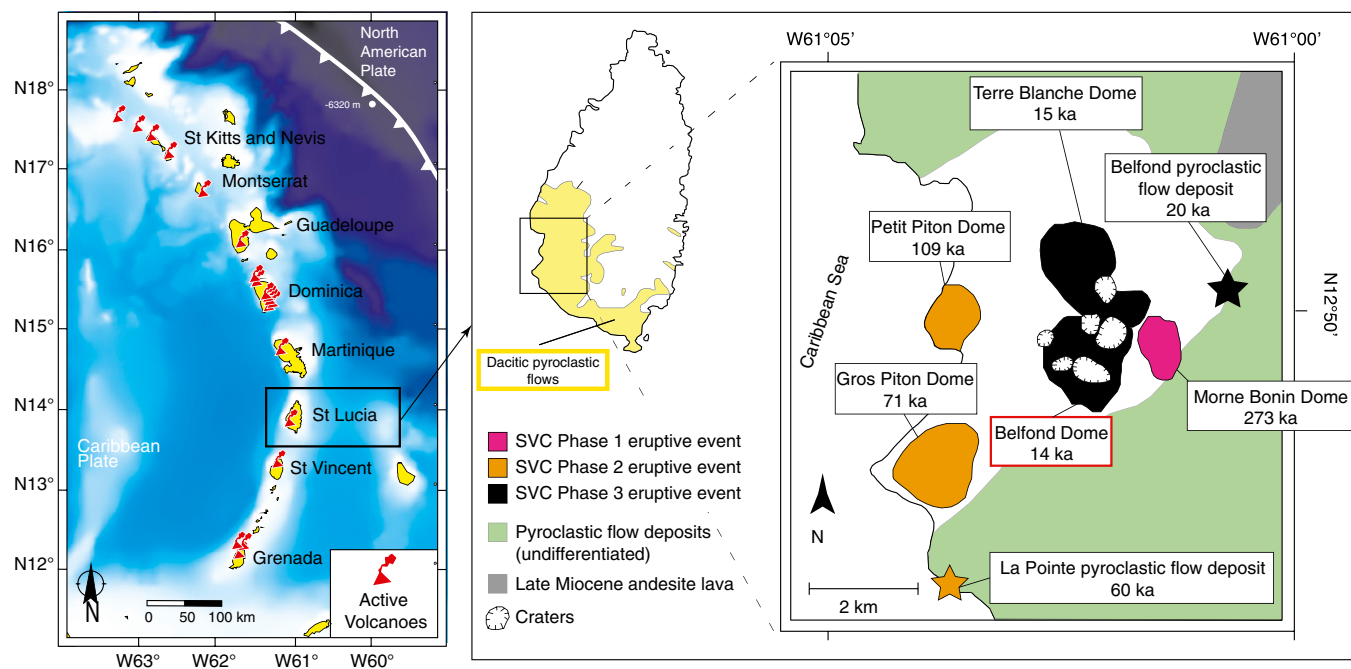 North
American
Plate
-6320 m
N18°
N17°
N16°
N15°
N14°
N13°
N12°
St Kitts and Nevis
Montserrat
Guadeloupe
Dominica
Martinique
St Lucia
St Vincent
Grenada
Caribbean
Plate
N
0 50 100 km
Active
Volcanoes
W63° W62° W61° W60°
Dacitic pyroclastic
flows
SVC Phase 1 eruptive event
SVC Phase 2 eruptive event
SVC Phase 3 eruptive event
Pyroclastic flow deposits
(undifferentiated)
Late Miocene andesite lava
Craters
W61°05' W61°00'
N12°50'
Caribbean Sea
Terre Blanche Dome
15 ka
Belfond pyroclastic
flow deposit
20 ka
Petit Piton Dome
109 ka
Gros Piton Dome
71 ka
Morne Bonin Dome
273 ka
Belfond Dome
14 ka
La Pointe pyroclastic flow deposit
60 ka
N
2 km